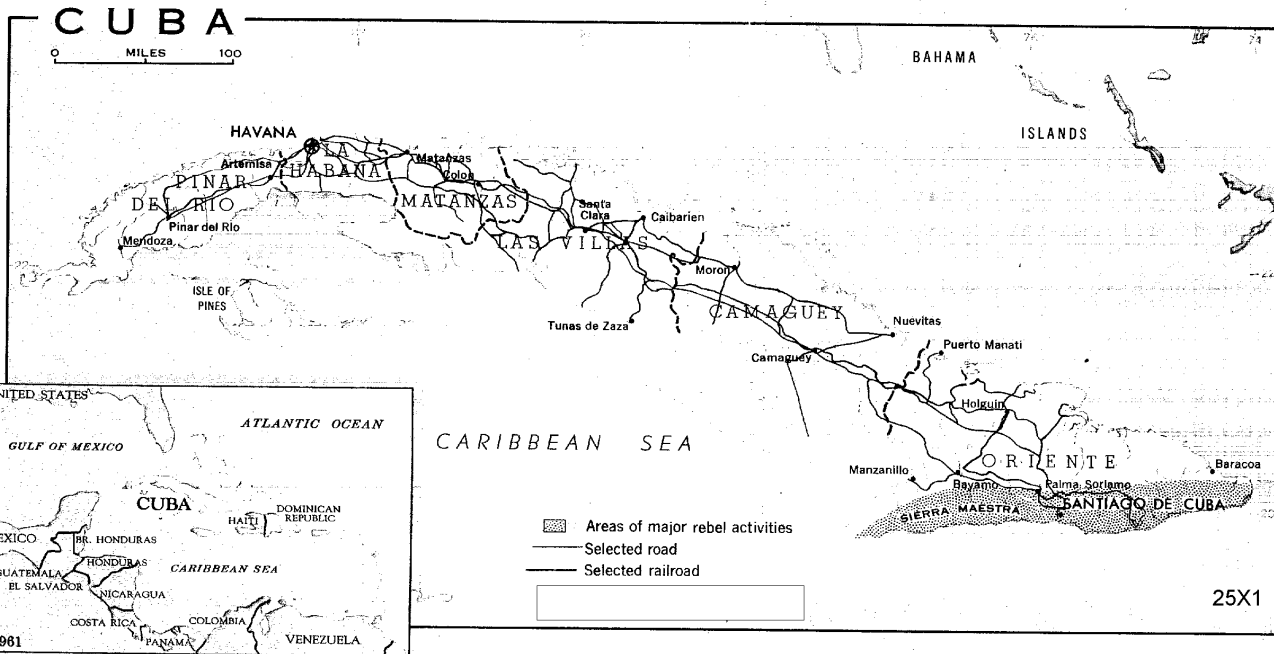 CUBA
0 MILES 100
BAHAMA
ISLANDS
74
HAVANA
LA
HABANA
Artemisa
Matanzas
Colon
PINAR
DEL RIO
MATANZAS
Pinar del Rio
Mendoza
Santa
Clara
Caibarien
LAS VILLAS
Moron
ISLE OF
PINES
Tunas de Zaza
CAMAGUEY
Nuevitas
Camaguey
Puerto Manati
Holguin
CARIBBEAN SEA
ORIENTE
Manzanillo
Bayamo
Palma Soriano
Baracoa
SIERRA MAESTRA
SANTIAGO DE CUBA
Areas of major rebel activities
Selected road
Selected railroad
25X1
NITED STATES
ATLANTIC OCEAN
GULF OF MEXICO
CUBA
HAITI
DOMINICAN
REPUBLIC
EXICO
BR. HONDURAS
HONDURAS
CARIBBEAN SEA
GUATEMALA
EL SALVADOR
NICARAGUA
COSTA RICA
COLOMBIA
PANAMA
VENEZUELA
961